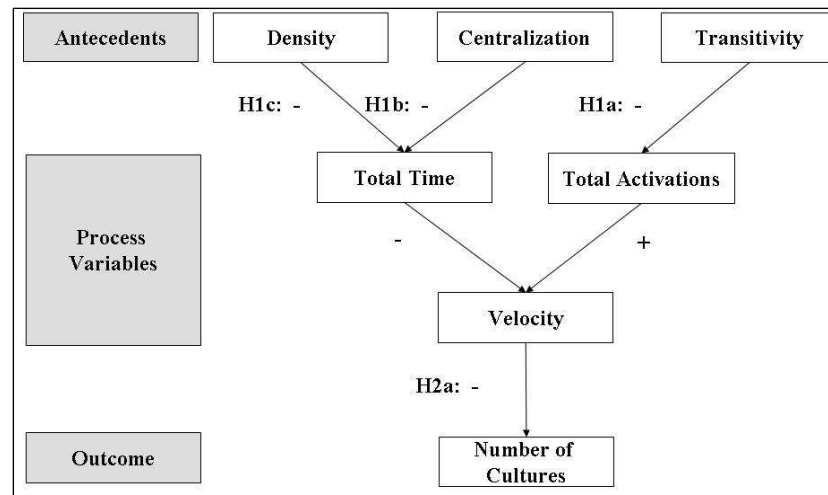 Antecedents
Density
Centralization
Transitivity
H1c: -
H1b: -
H1a: -
Process
Variables
Total Time
Total Activations
-
+
Velocity
H2a: -
Outcome
Number of
Cultures